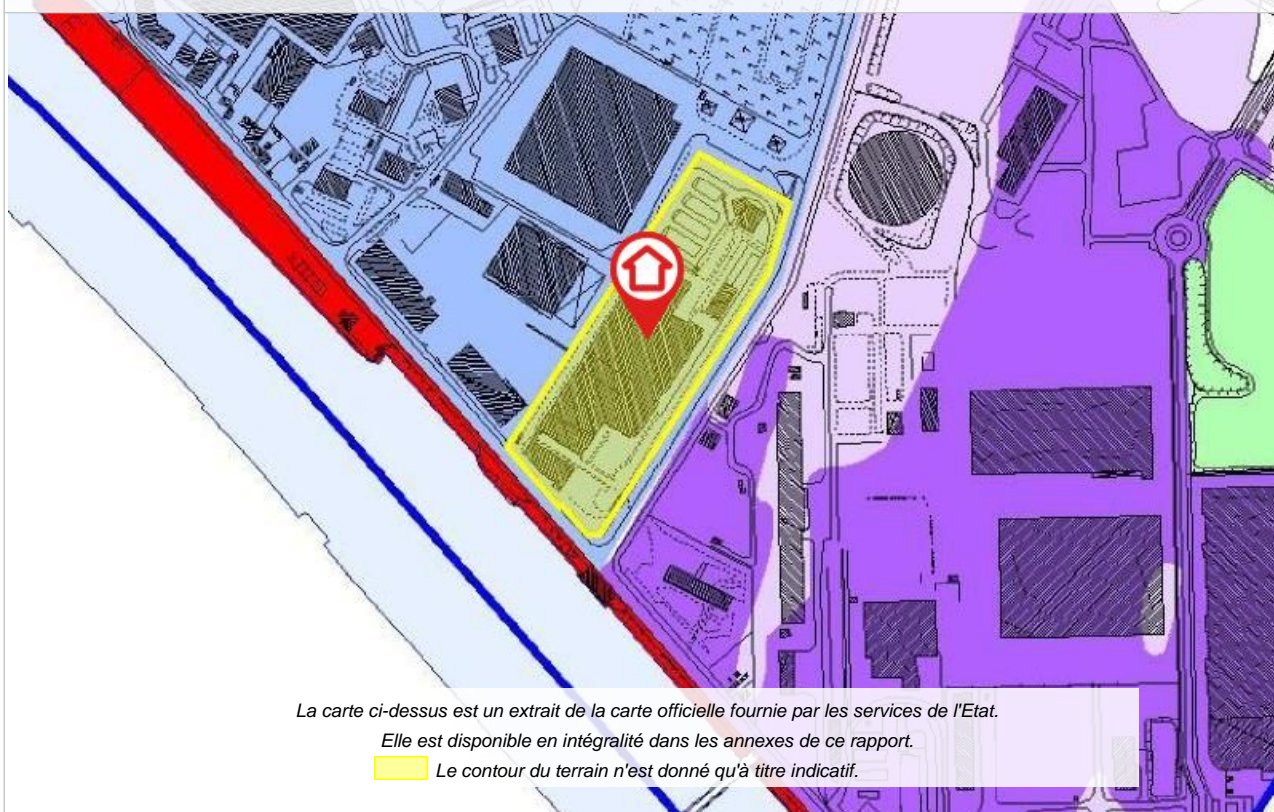 La carte ci-dessus est un extrait de la carte officielle fournie par les services de l'Etat.
Elle est disponible en intégralité dans les annexes de ce rapport.
Le contour du terrain n'est donné qu'à titre indicatif.